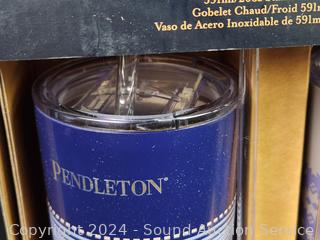 Gobelet Chaud/Froid 591m
Vaso de Acero Inoxidable de 591m
PENDLETON®
Copyright 2024 - Sound Auction Service